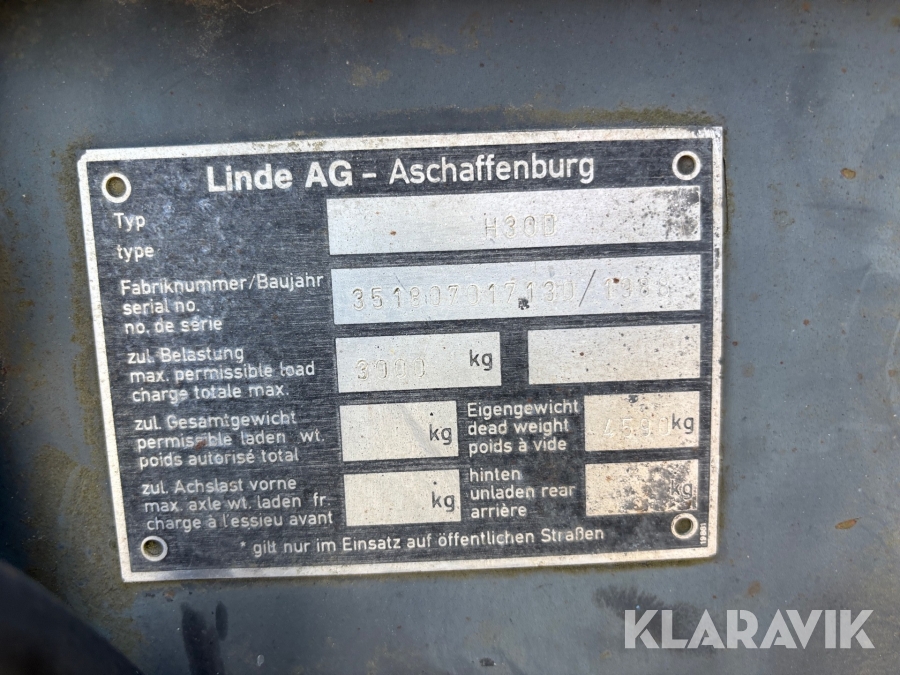 Linde AG - Aschaffenburg
Typ
type
H30D
Fabriknummer/Baujahr
serial no.
no. de série
zul. Belastung
max. permissible load
charge totale max.
3000 kg
zul. Gesamtgewicht
permissible laden wt.
poids autorisé total
kg
Eigengewicht
dead weight
poids à vide
kg
zul. Achslast vorne
max. axle wt. laden fr
charge à l'essieu avant
kg
hinten
unladen rear
arrière
kg
* gilt nur im Einsatz auf öffentlichen Straßen
KLARAVIK